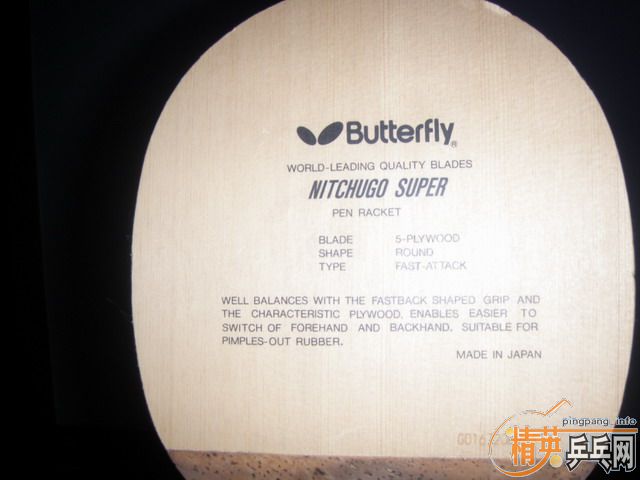 Butterfly®
WORLD-LEADING QUALITY BLADES
NITCHUGO SUPER
PEN RACKET
BLADE 5-PLYWOOD
SHAPE ROUND
TYPE FAST-ATTACK
WELL BALANCES WITH THE FASTBACK SHAPED GRIP AND
THE CHARACTERISTIC PLYWOOD. ENABLES EASIER TO
SWITCH OF FOREHAND AND BACKHAND. SUITABLE FOR
PIMPLES-OUT RUBBER.
MADE IN JAPAN
pingpang.info
精英乒乓网